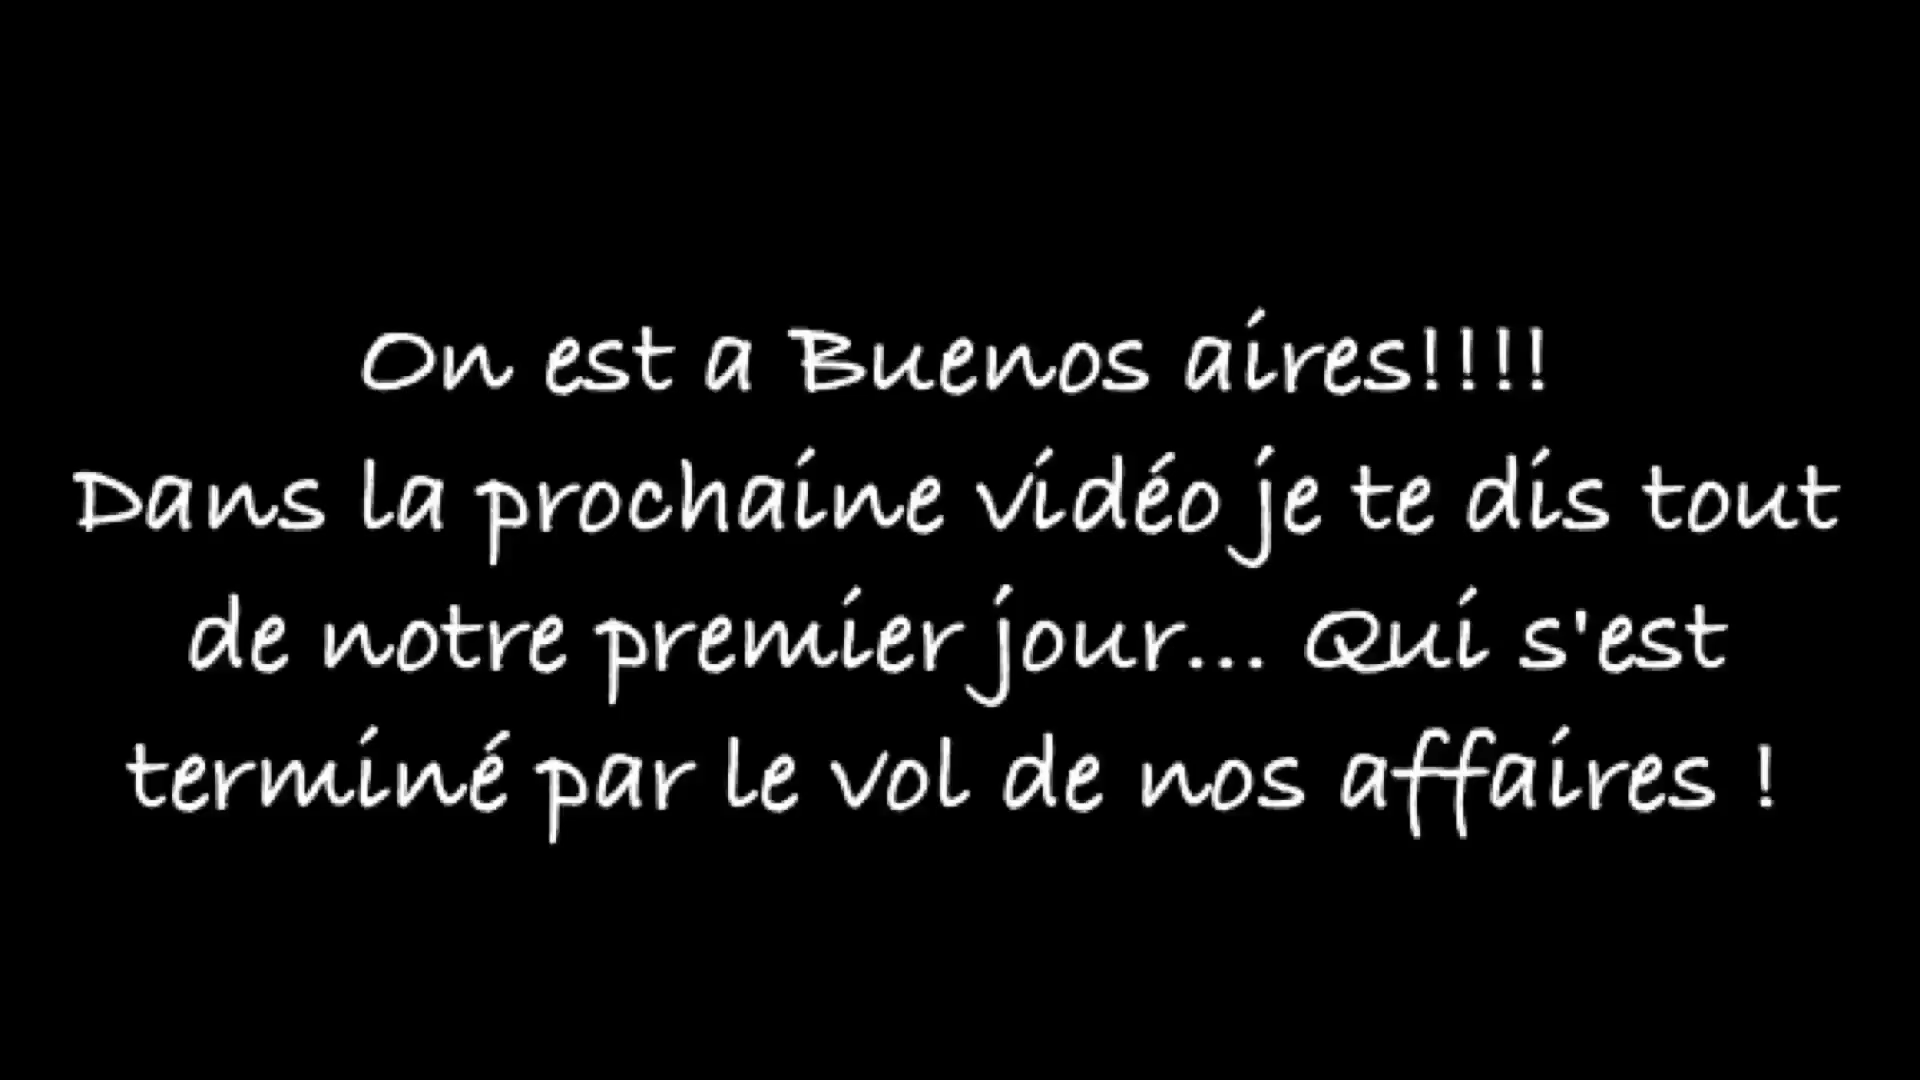 On est a Buenos aires!!!!
Dans la prochaine vidéo je te dis tout
de notre premier jour... Qui s'est
terminé par le vol de nos affaires !